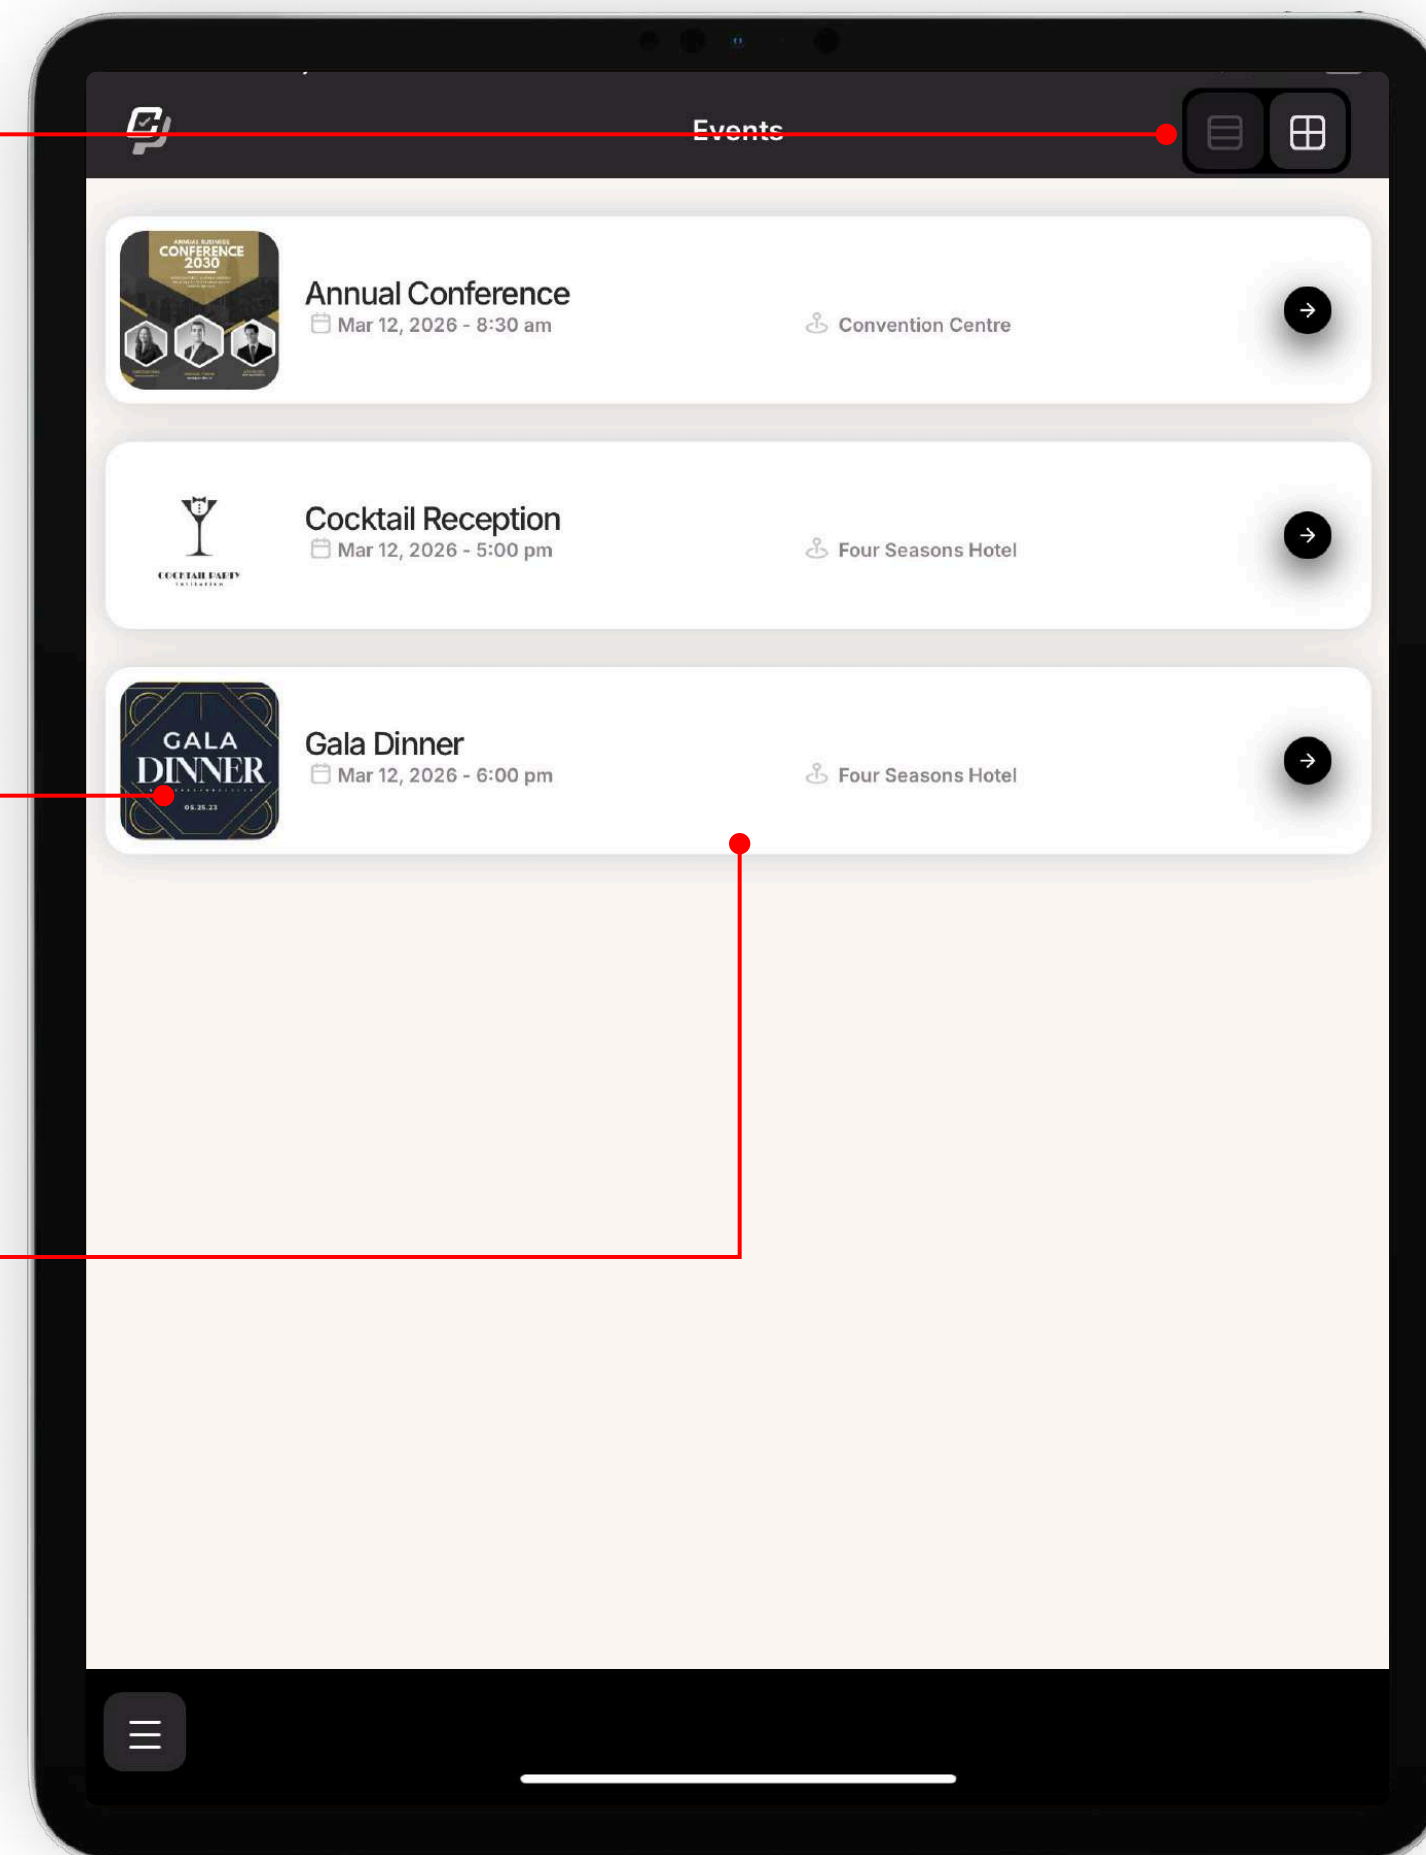 Events
ANNUAL BUSINESS
CONFERENCE
2030
Annual Conference
Mar 12, 2026 - 8:30 am
Convention Centre
COCKTAIL PARTY
Invitation
Cocktail Reception
Mar 12, 2026 - 5:00 pm
Four Seasons Hotel
GALA
DINNER
05.25.23
Gala Dinner
Mar 12, 2026 - 6:00 pm
Four Seasons Hotel